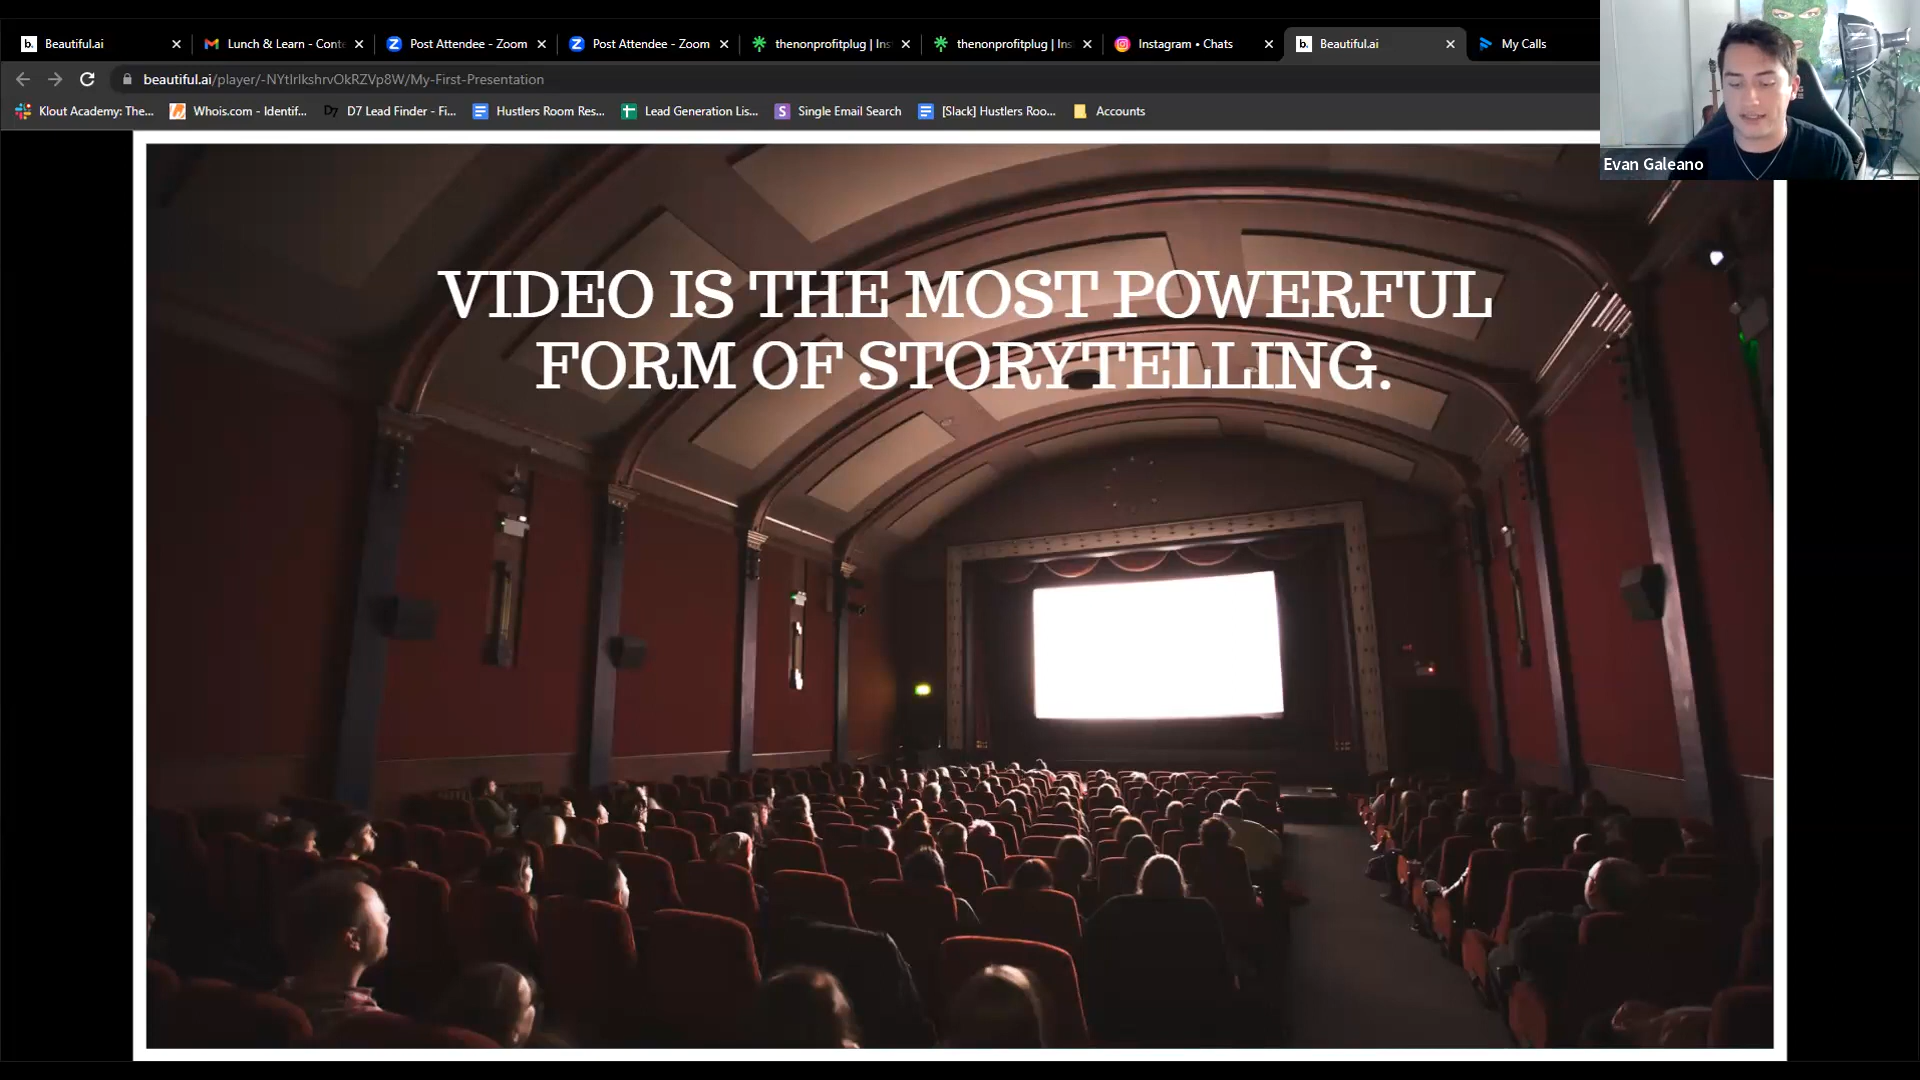 Beautiful.ai
Lunch & Learn - Conte
Post Attendee - Zoom
Post Attendee - Zoom
thenonprofitplug | Ins
thenonprofitplug | Ins
Instagram • Chats
Beautiful.ai
My Calls
beautiful.ai/player/-NYtIrIkshrvOkRZVp8W/My-First-Presentation
Klout Academy: The...
Whois.com - Identif...
D7 Lead Finder - Fi...
Hustlers Room Res...
Lead Generation Lis...
Single Email Search
[Slack] Hustlers Roo...
Accounts
Evan Galeano
VIDEO IS THE MOST POWERFUL
FORM OF STORYTELLING.